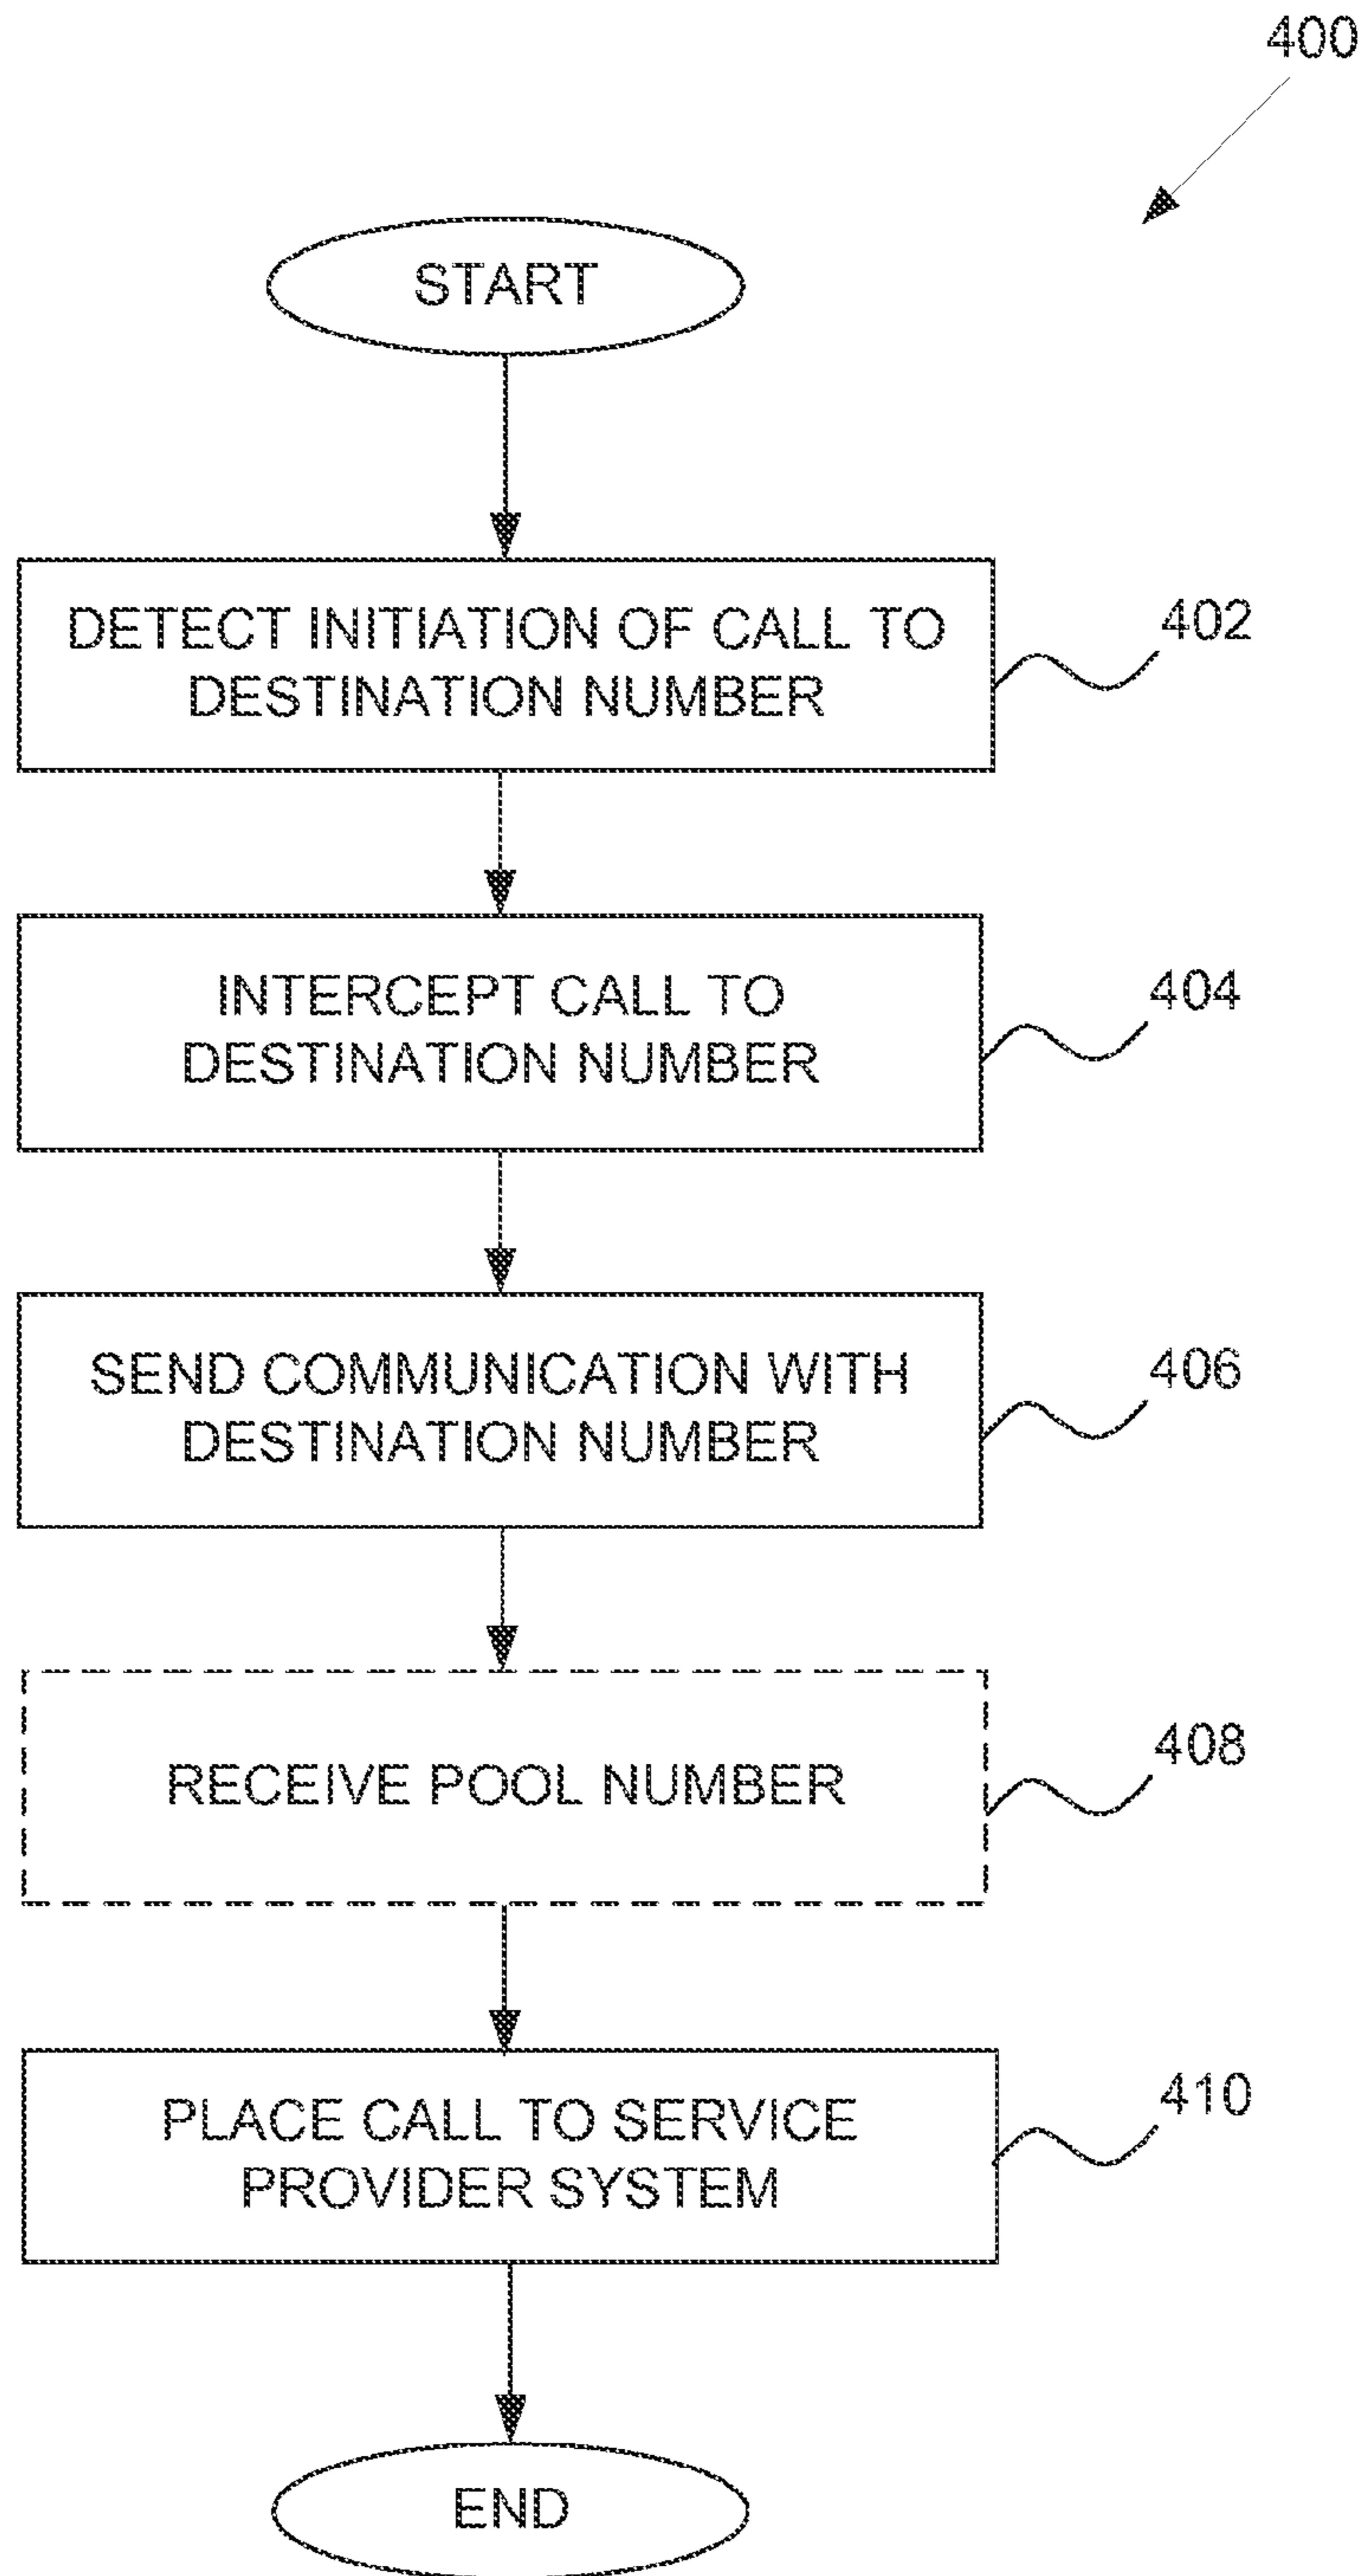 400
START
DETECT INITIATION OF CALL TO
DESTINATION NUMBER
402
INTERCEPT CALL TO
DESTINATION NUMBER
404
SEND COMMUNICATION WITH
DESTINATION NUMBER
406
RECEIVE POOL NUMBER
408
PLACE CALL TO SERVICE
PROVIDER SYSTEM
410
END